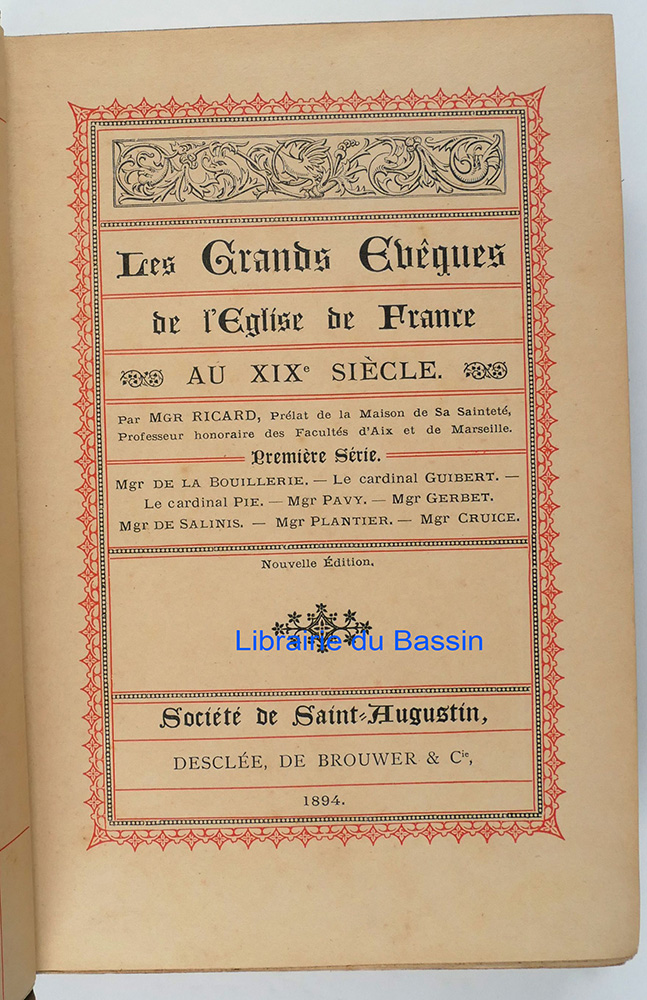 Les Grands Evêques
de l'Eglise de France
AU XIXe SIÈCLE.
Par MGR RICARD, Prélat de la Maison de Sa Sainteté,
Professeur honoraire des Facultés d'Aix et de Marseille.
Première Série.
Mgr DE LA BOUILLERIE. — Le cardinal GUIBERT. —
Le cardinal PIE. — Mgr PAVY. — Mgr GERBET.
Mgr DE SALINIS. — Mgr PLANTIER. — Mgr CRUICE.
Nouvelle Édition.
Librairie du Bassin
Société de Saint-Augustin,
DESCLÉE, DE BROUWER & Cie,
1894.